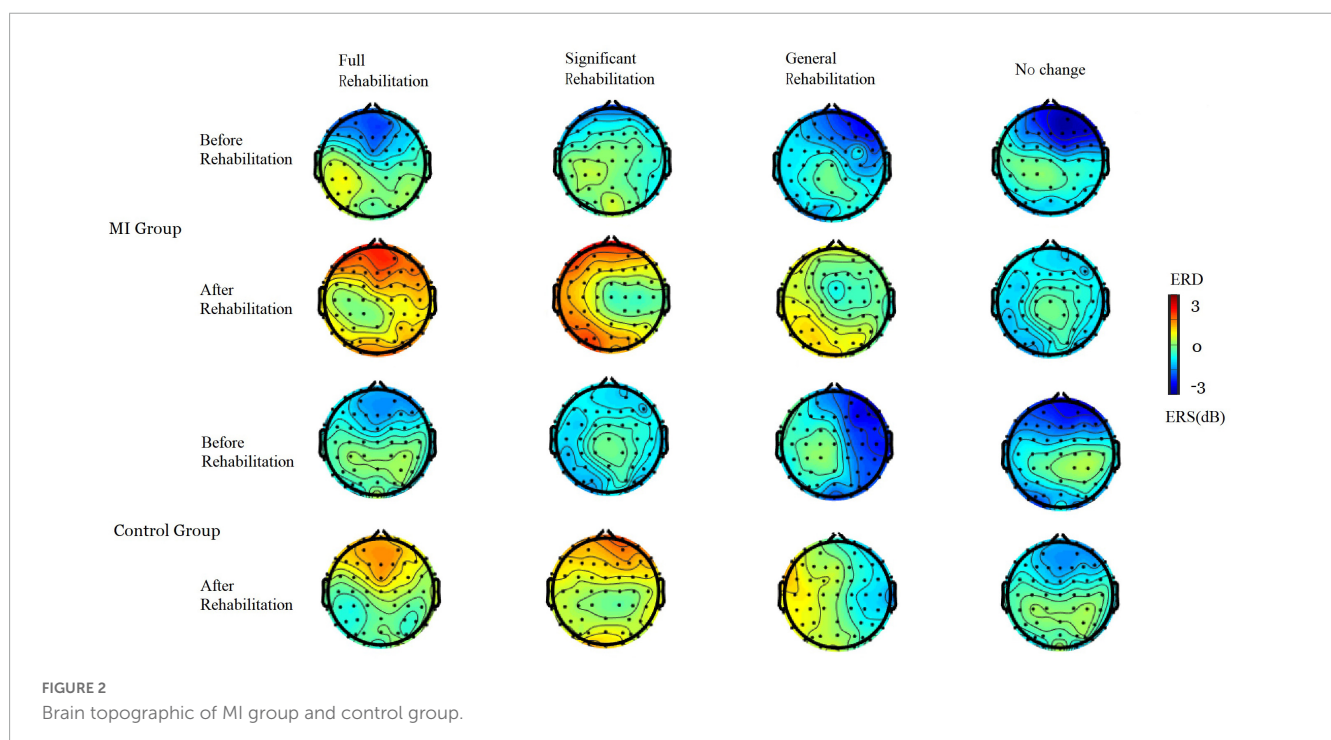 Full
Rehabilitation
Significant
Rehabilitation
General
Rehabilitation
No change
Before
Rehabilitation
MI Group
After
Rehabilitation
ERD
3
0
-3
ERS(dB)
Before
Rehabilitation
Control Group
After
Rehabilitation
FIGURE 2
Brain topographic of MI group and control group.